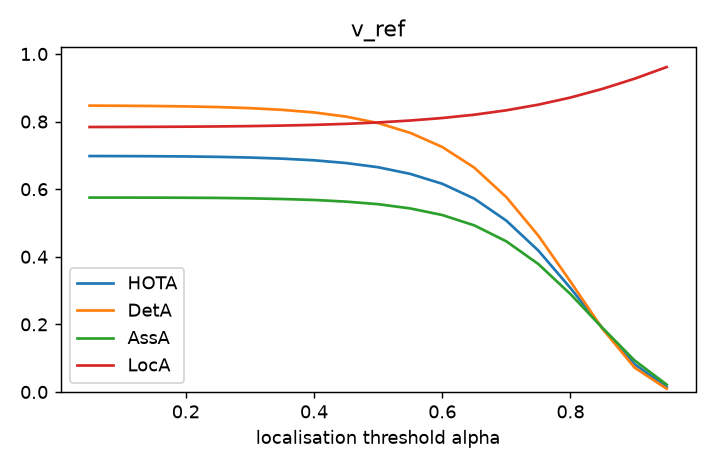 v_ref
1.0
0.8
0.6
0.4
0.2
0.0
HOTA
DetA
AssA
LocA
0.2 0.4 0.6 0.8
localisation threshold alpha